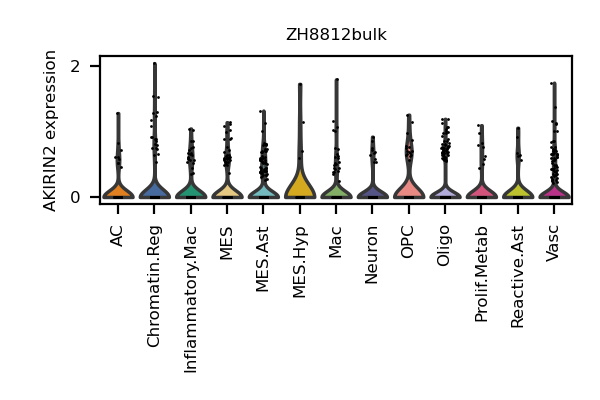 ZH8812bulk
AKIRIN2 expression
2
0
AC
Chromatin.Reg
Inflammatory.Mac
MES
MES.Ast
MES.Hyp
Mac
Neuron
OPC
Oligo
Prolif.Metab
Reactive.Ast
Vasc